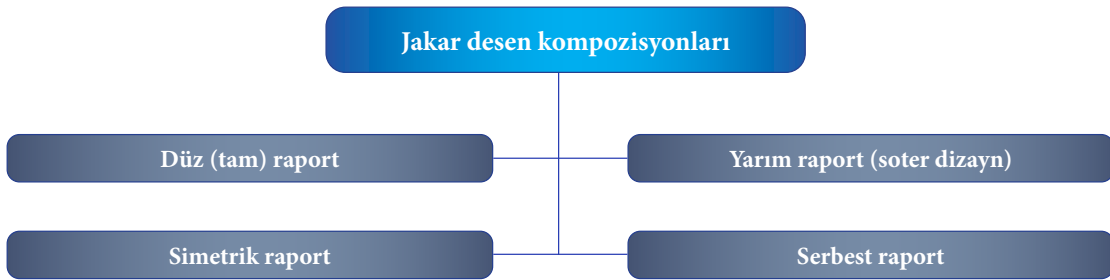 Jakar desen kompozisyonları
Düz (tam) raport
Yarım raport (soter dizayn)
Simetrik raport
Serbest raport